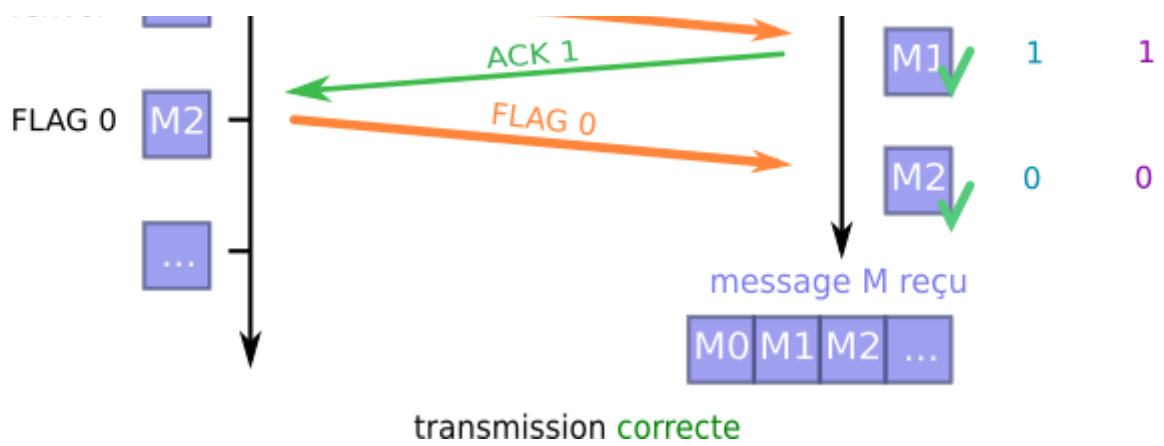 ACK 1
M1 1 1
FLAG 0 M2 FLAG 0
M2 0 0
...
message M reçu
M0 M1 M2 ...
transmission correcte